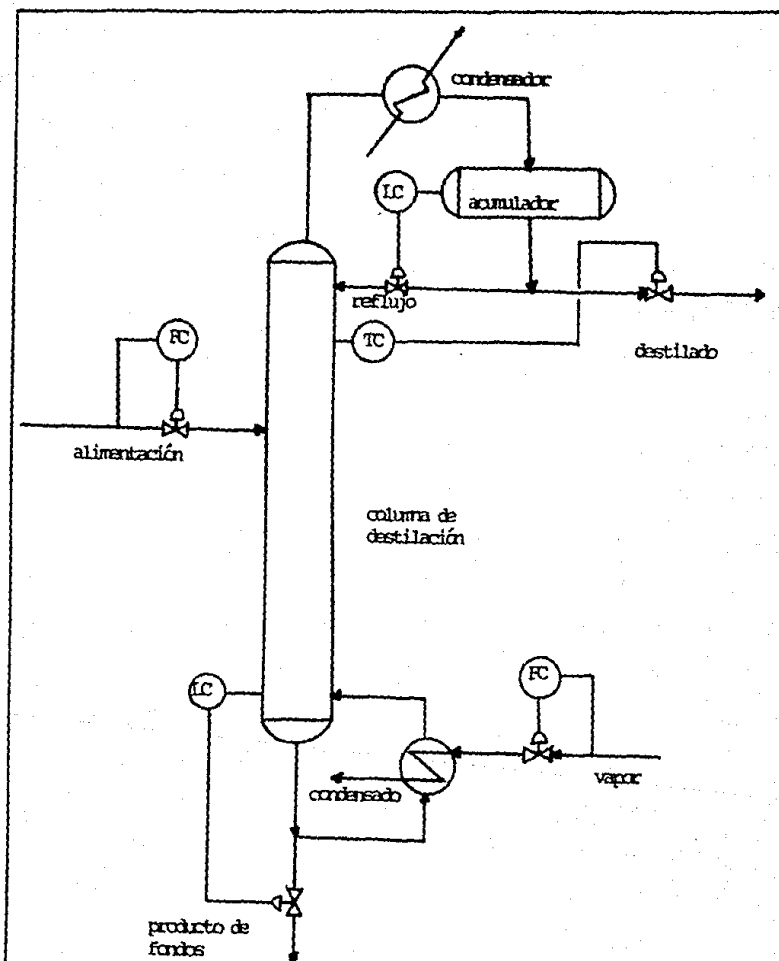 condensador
LC
acumulador
reflujo
TC
destilado
FC
alimentación
columna de
destilación
LC
FC
condensado
vapor
producto de
fondos